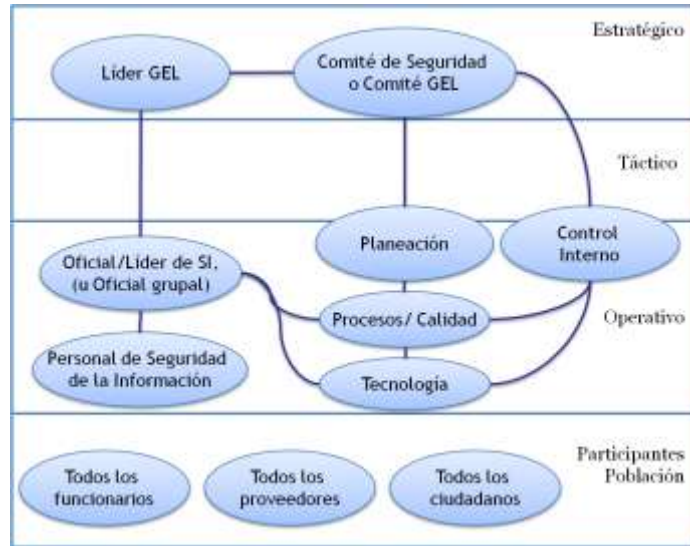 Estratégico
Líder GEL
Comité de Seguridad
o Comité GEL
Táctico
Planeación
Control
Interno
Oficial/Lider de SI,
(u Oficial grupal)
Procesos/ Calidad
Operativo
Personal de Seguridad
de la Información
Tecnología
Participantes
Población
Todos los
funcionarios
Todos los
proveedores
Todos los
ciudadanos